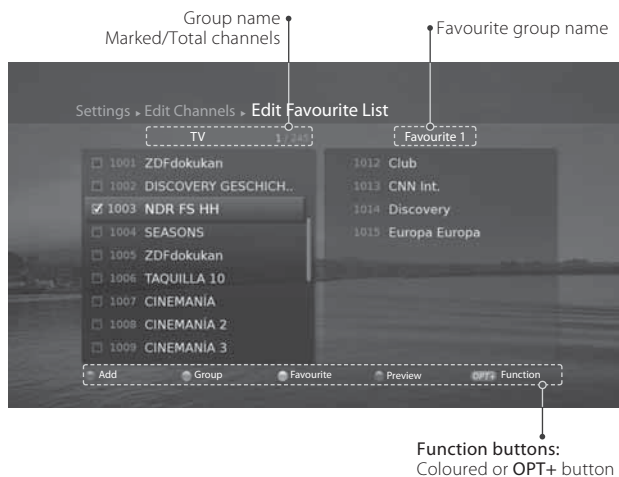 Group name
Marked/Total channels
Favourite group name
Settings ▸ Edit Channels ▸ Edit Favourite List
TV 1 / 245
Favourite 1
1001 ZDFdokukan
1002 DISCOVERY GESCHICH..
1003 NDR FS HH
1004 SEASONS
1005 ZDFdokukan
1006 TAQUILLA 10
1007 CINEMANÍA
1008 CINEMANÍA 2
1009 CINEMANÍA 3
1012 Club
1013 CNN Int.
1014 Discovery
1015 Europa Europa
Add Group Favourite Preview OPT+ Function
Function buttons:
Coloured or OPT+ button